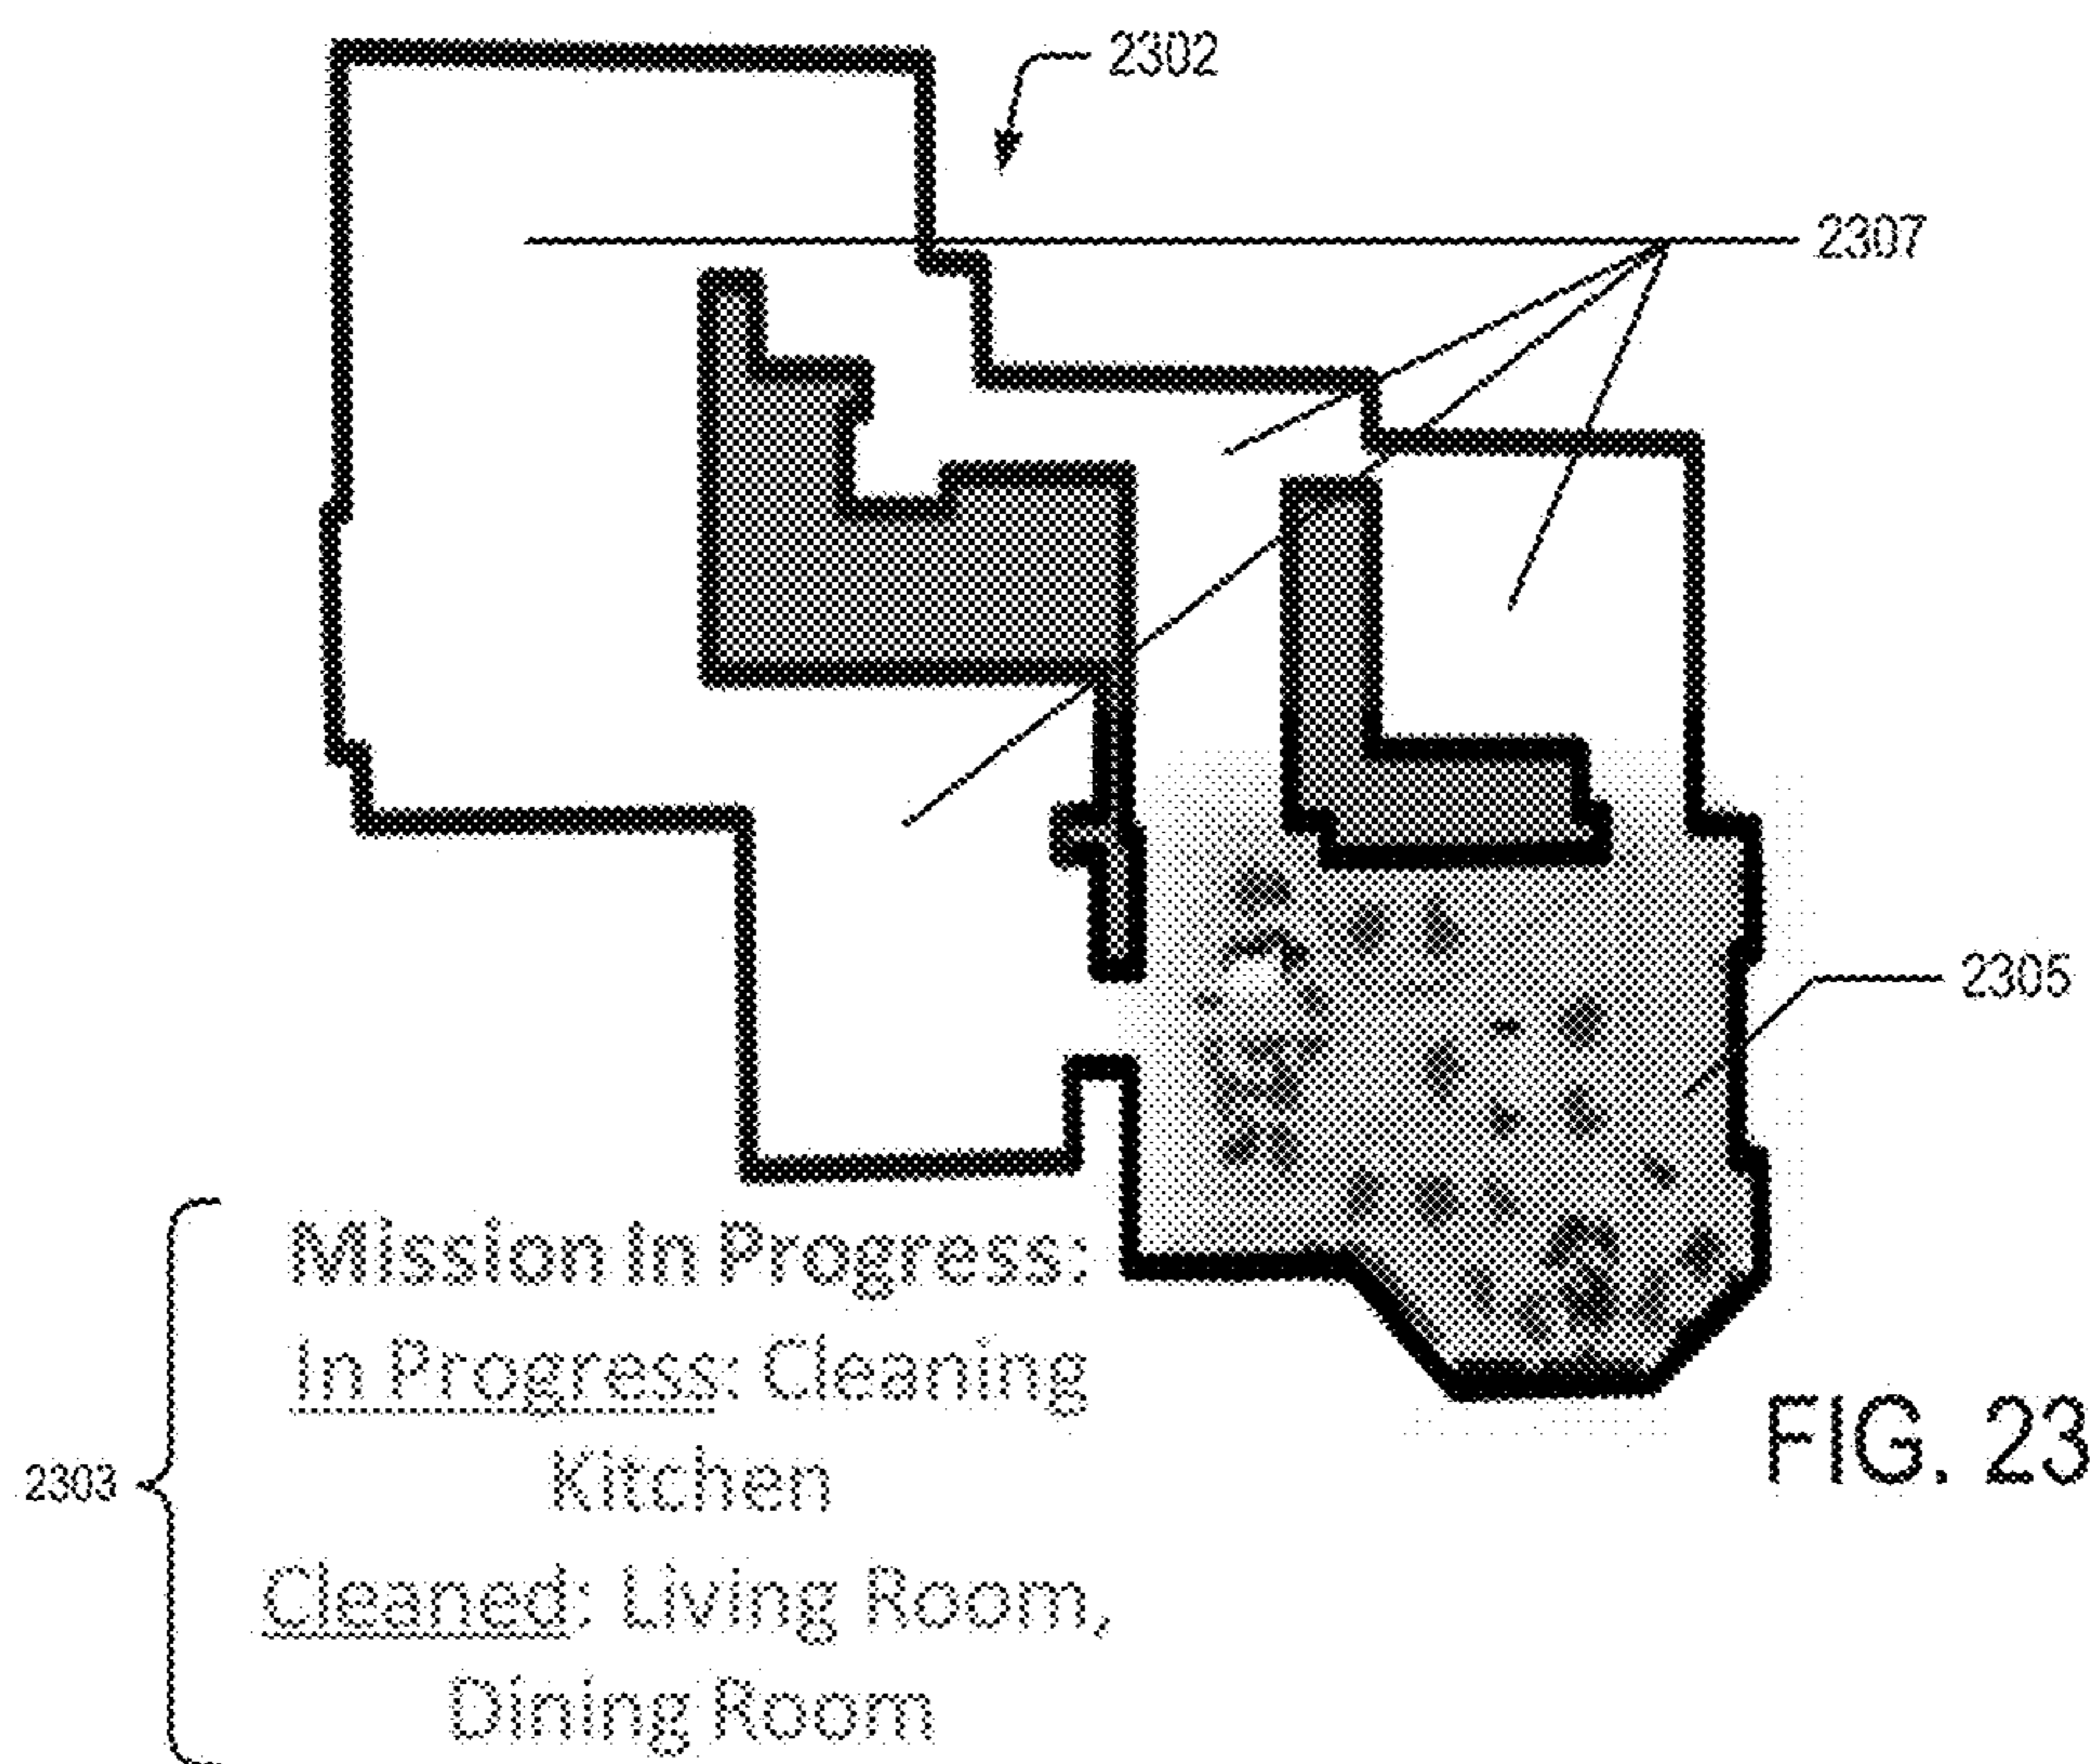 2302
2307
2305
Mission In Progress:
In Progress: Cleaning
Kitchen
2303
Cleaned: Living Room,
Dining Room
FIG. 23